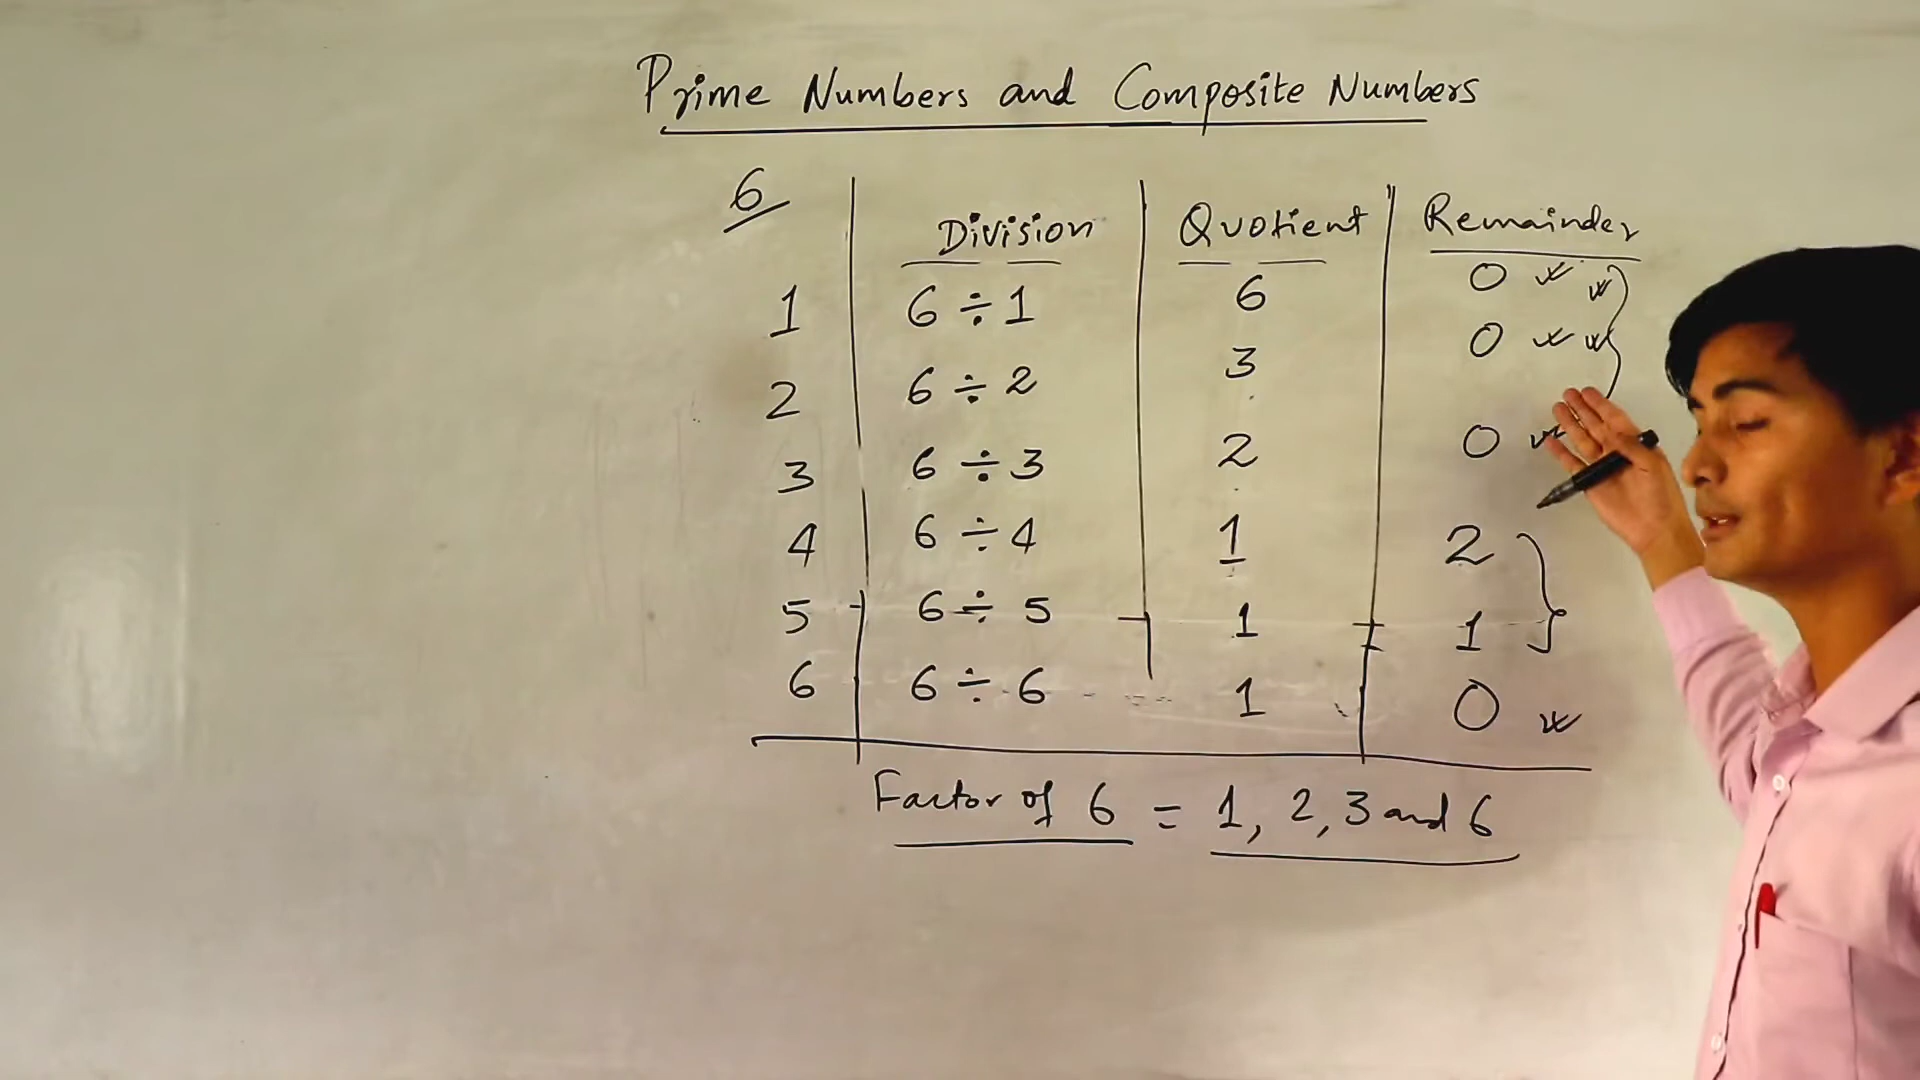 Prime Numbers and Composite Numbers
6 Division Quotient Remainder
1 6 ÷ 1 6 0
2 6 ÷ 2 3 0
3 6 ÷ 3 2 0
4 6 ÷ 4 1 2
5 6 ÷ 5 1 1
6 6 ÷ 6 1 0
Factor of 6 = 1, 2, 3 and 6